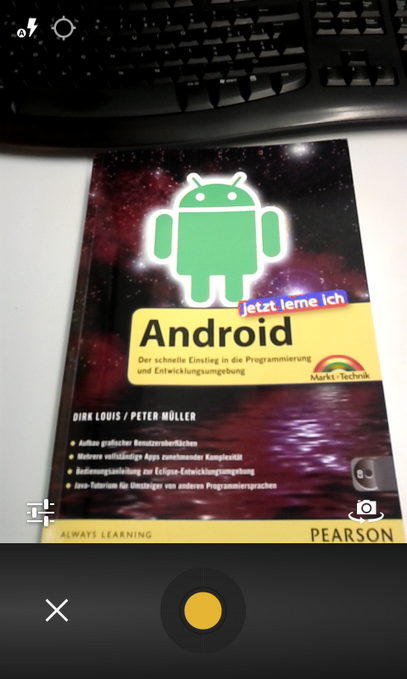 A
jetzt lerne ich
Android
Der schnelle Einstieg in die Programmierung
und Entwicklungsumgebung
Markt+Technik
DIRK LOUIS / PETER MÜLLER
Aufbau grafischer Benutzeroberflächen
Mehrere vollständige Apps zunehmender Komplexität
Bedienungsanleitung zur Eclipse-Entwicklungsumgebung
Java-Tutorium für Umsteiger von anderen Programmiersprachen
ALWAYS LEARNING
PEARSON